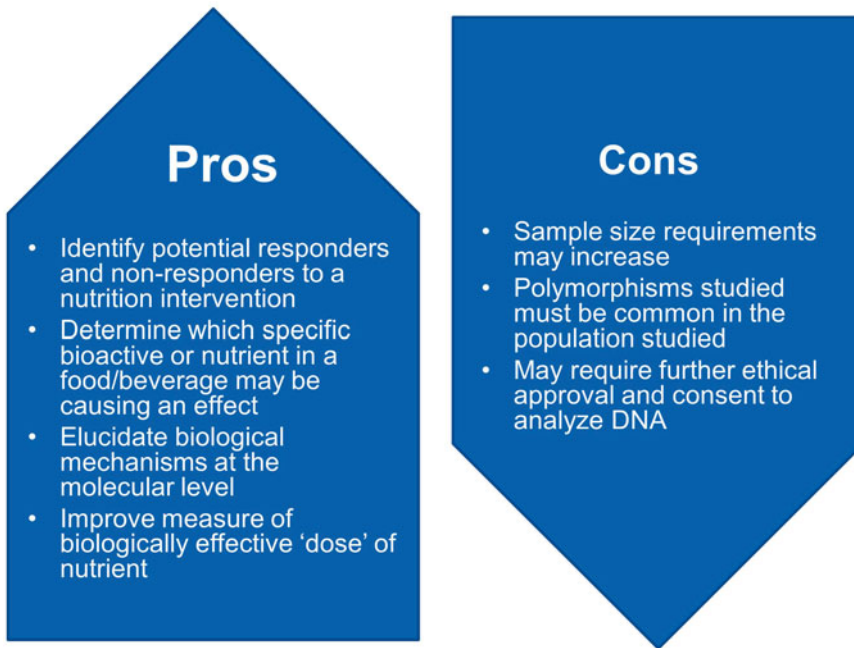 Pros
• Identify potential responders
and non-responders to a
nutrition intervention
• Determine which specific
bioactive or nutrient in a
food/beverage may be
causing an effect
• Elucidate biological
mechanisms at the
molecular level
• Improve measure of
biologically effective ‘dose’ of
nutrient
Cons
• Sample size requirements
may increase
• Polymorphisms studied
must be common in the
population studied
• May require further ethical
approval and consent to
analyze DNA